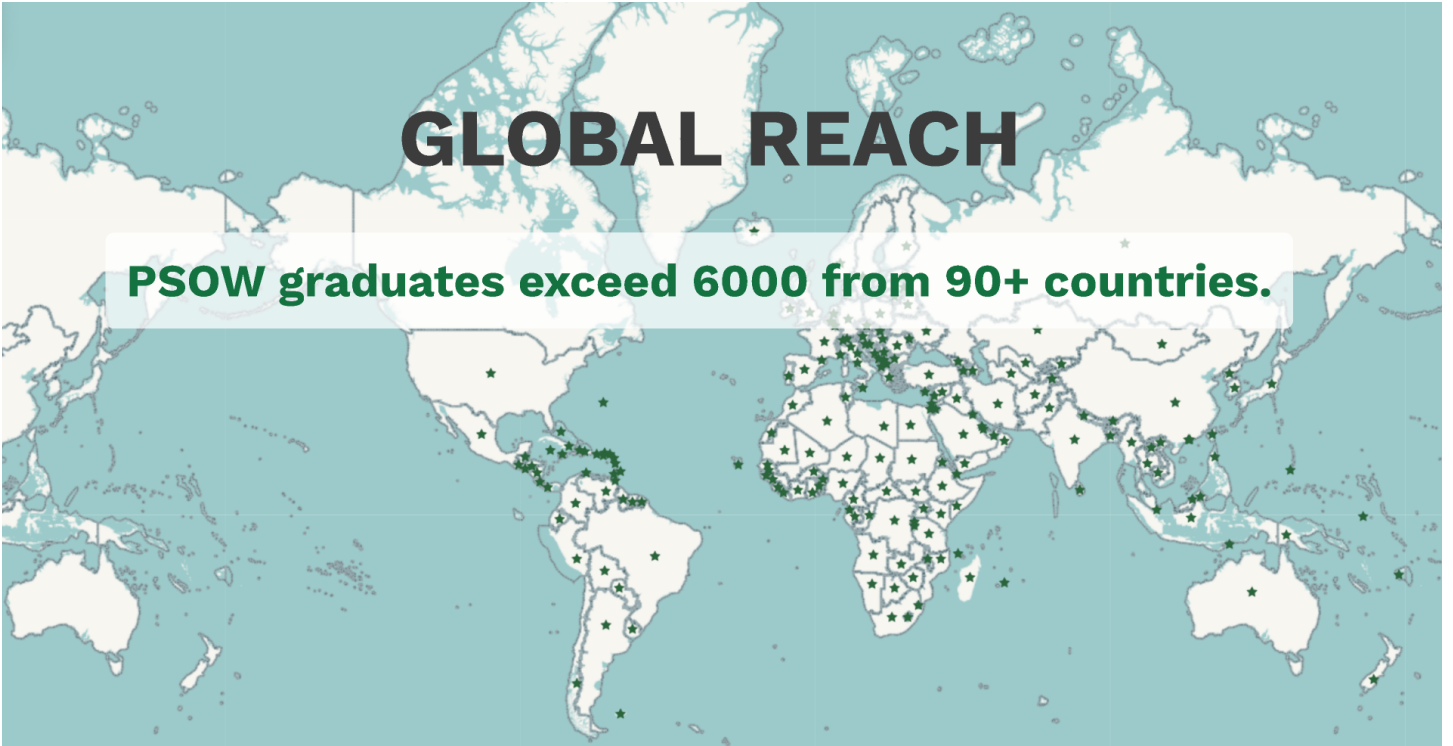 GLOBAL REACH
PSOW graduates exceed 6000 from 90+ countries.